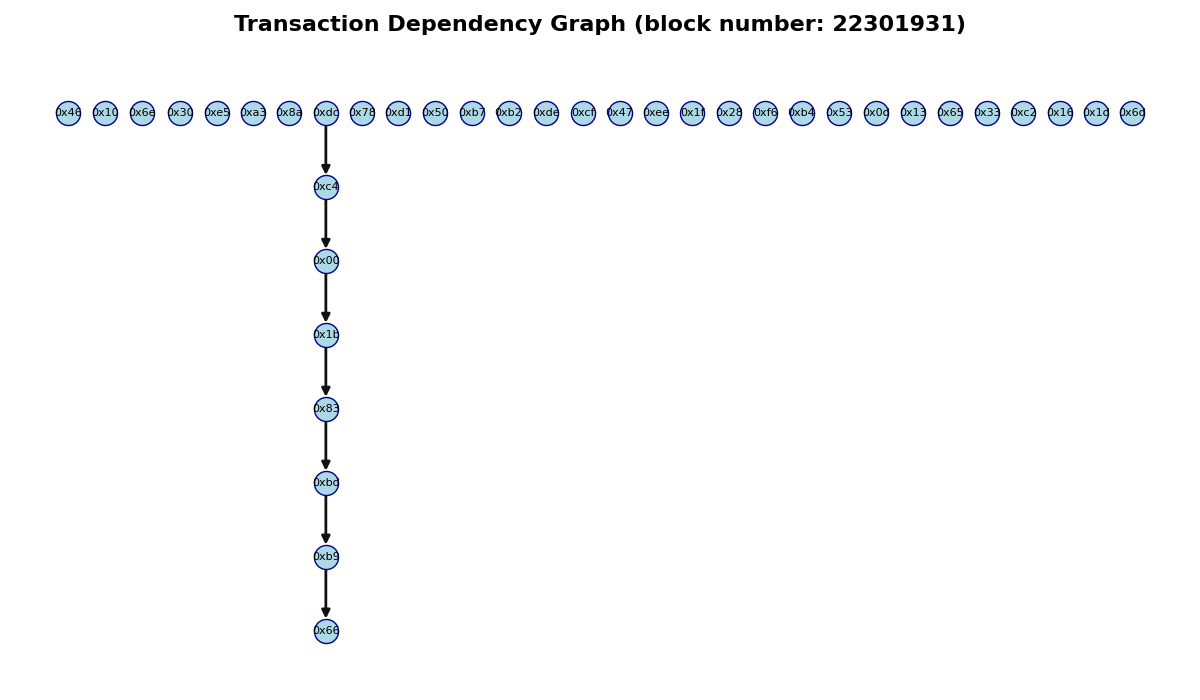 Transaction Dependency Graph (block number: 22301931)
0x46 0x10 0x6e 0x30 0xe5 0xa3 0x8a 0xdc 0x78 0xd1 0x50 0xb7 0xb2 0xde 0xcf 0x47 0xee 0x1f 0x28 0xf6 0xb4 0x53 0x0d 0x13 0x65 0x33 0xc2 0x16 0x1d 0x6d
0xc4
0x00
0x1b
0x83
0xbd
0xb9
0x66